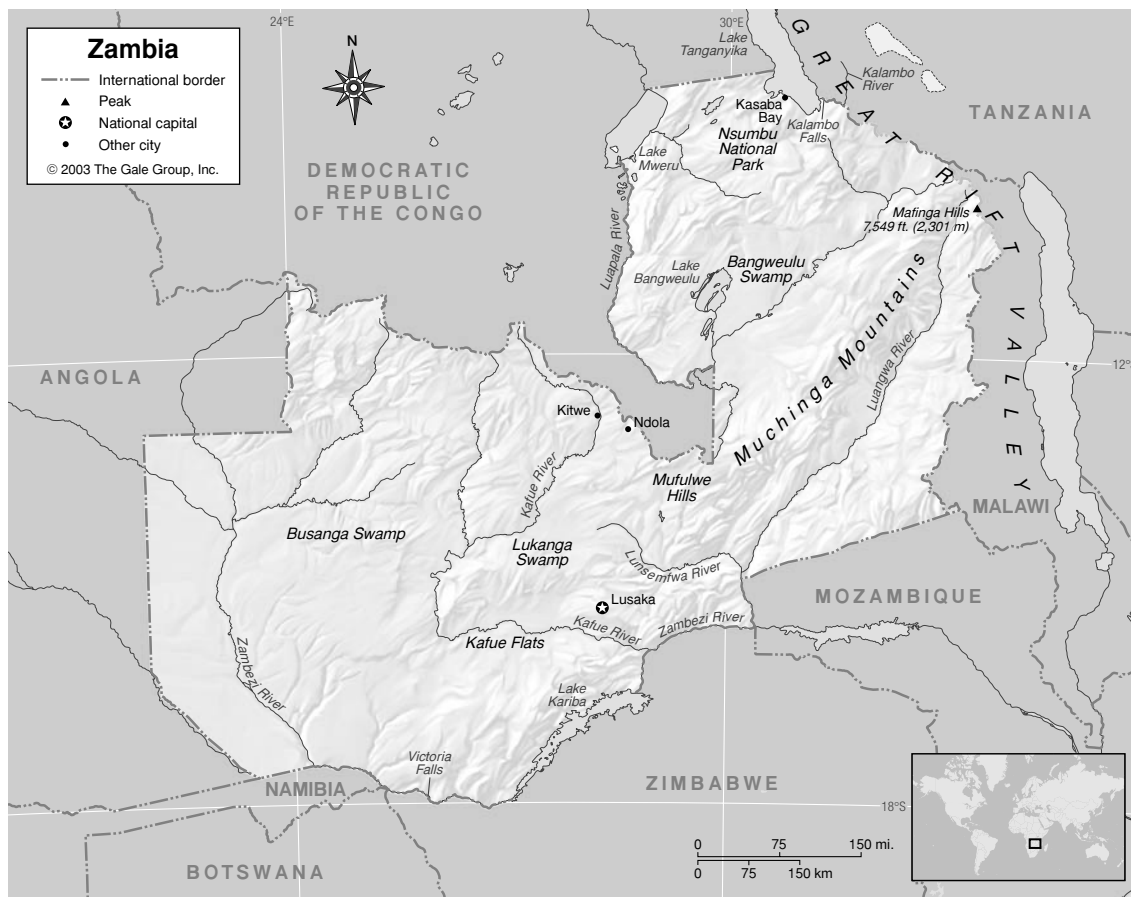 Zambia
International border
Peak
National capital
Other city
© 2003 The Gale Group, Inc.
24°E
30°E
N
Lake
Tanganyika
GREAT RIFT VALLEY
Kalambo
River
TANZANIA
Kasaba
Bay
Kalambo
Falls
Nsumbu
National
Park
Lake
Mweru
DEMOCRATIC
REPUBLIC
OF THE CONGO
Mafinga Hills
7,549 ft. (2,301 m)
Luapala River
Lake
Bangweulu
Bangweulu
Swamp
Muchinga Mountains
Luangwa River
12°S
ANGOLA
Kitwe
Ndola
Kafue River
Mufulwe
Hills
MALAWI
Busanga Swamp
Lukanga
Swamp
Lunsemfwa River
Lusaka
MOZAMBIQUE
Kafue River
Zambezi River
Kafue Flats
Zambezi River
Lake
Kariba
Victoria
Falls
NAMIBIA
ZIMBABWE
18°S
BOTSWANA
0 75 150 mi.
0 75 150 km